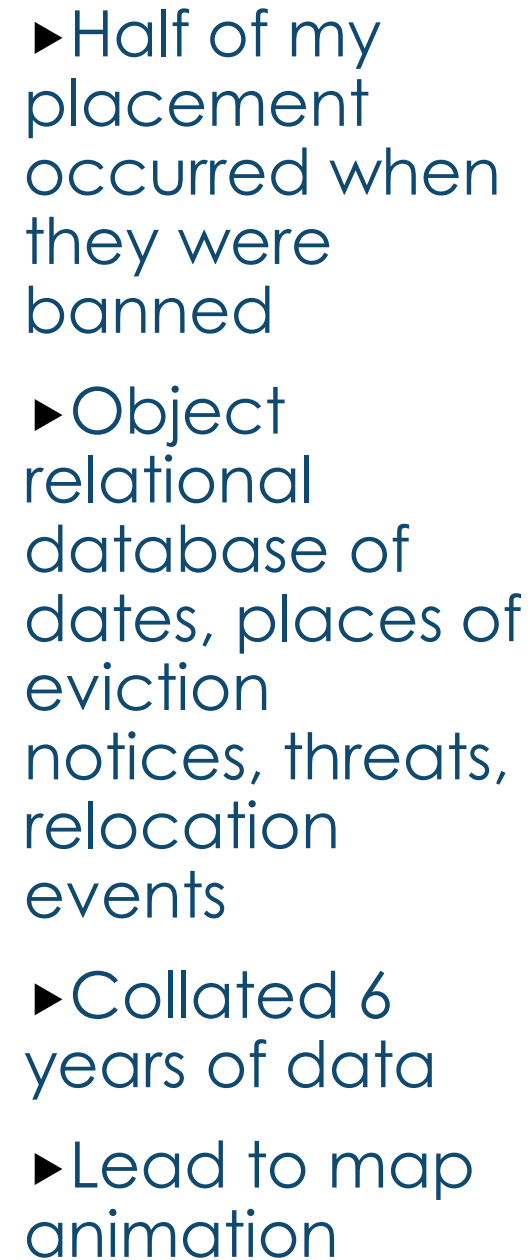 ▶Half of my
placement
occurred when
they were
banned
▶Object
relational
database of
dates, places of
eviction
notices, threats,
relocation
events
▶Collated 6
years of data
▶Lead to map
animation